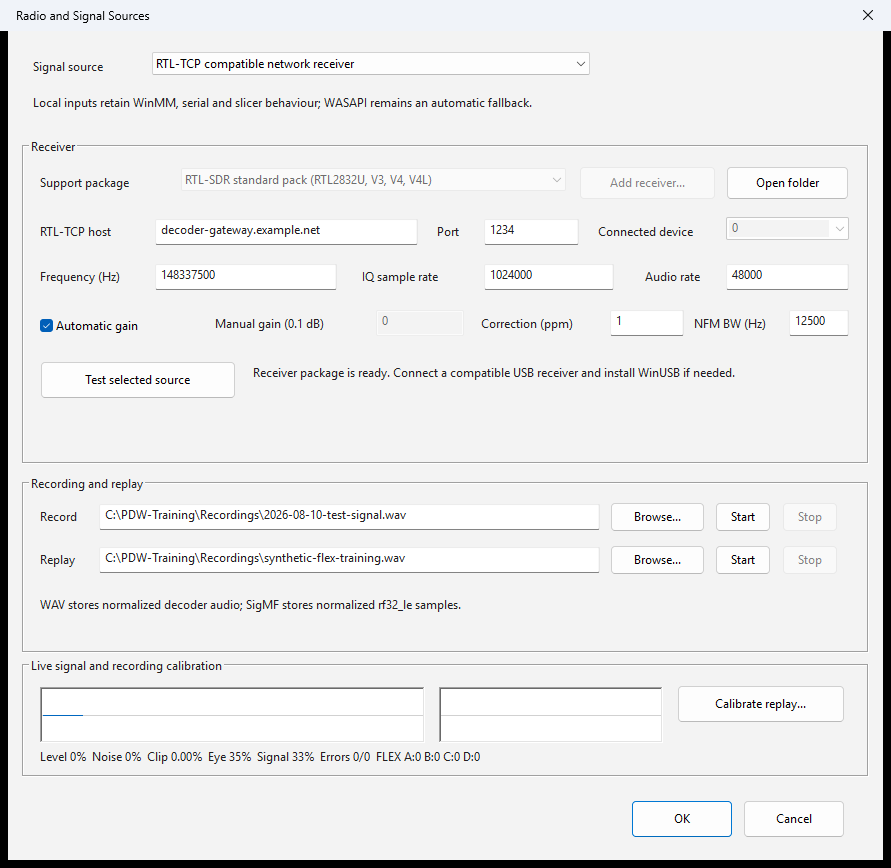 Radio and Signal Sources
Signal source RTL-TCP compatible network receiver
Local inputs retain WinMM, serial and slicer behaviour; WASAPI remains an automatic fallback.
Receiver
Support package RTL-SDR standard pack (RTL2832U, V3, V4, V4L) Add receiver... Open folder
RTL-TCP host decoder-gateway.example.net Port 1234 Connected device 0
Frequency (Hz) 148337500 IQ sample rate 1024000 Audio rate 48000
Automatic gain Manual gain (0.1 dB) 0 Correction (ppm) 1 NFM BW (Hz) 12500
Test selected source Receiver package is ready. Connect a compatible USB receiver and install WinUSB if needed.
Recording and replay
Record C:\PDW-Training\Recordings\2026-08-10-test-signal.wav Browse... Start Stop
Replay C:\PDW-Training\Recordings\synthetic-flex-training.wav Browse... Start Stop
WAV stores normalized decoder audio; SigMF stores normalized rf32_le samples.
Live signal and recording calibration
Calibrate replay...
Level 0% Noise 0% Clip 0.00% Eye 35% Signal 33% Errors 0/0 FLEX A:0 B:0 C:0 D:0
OK Cancel